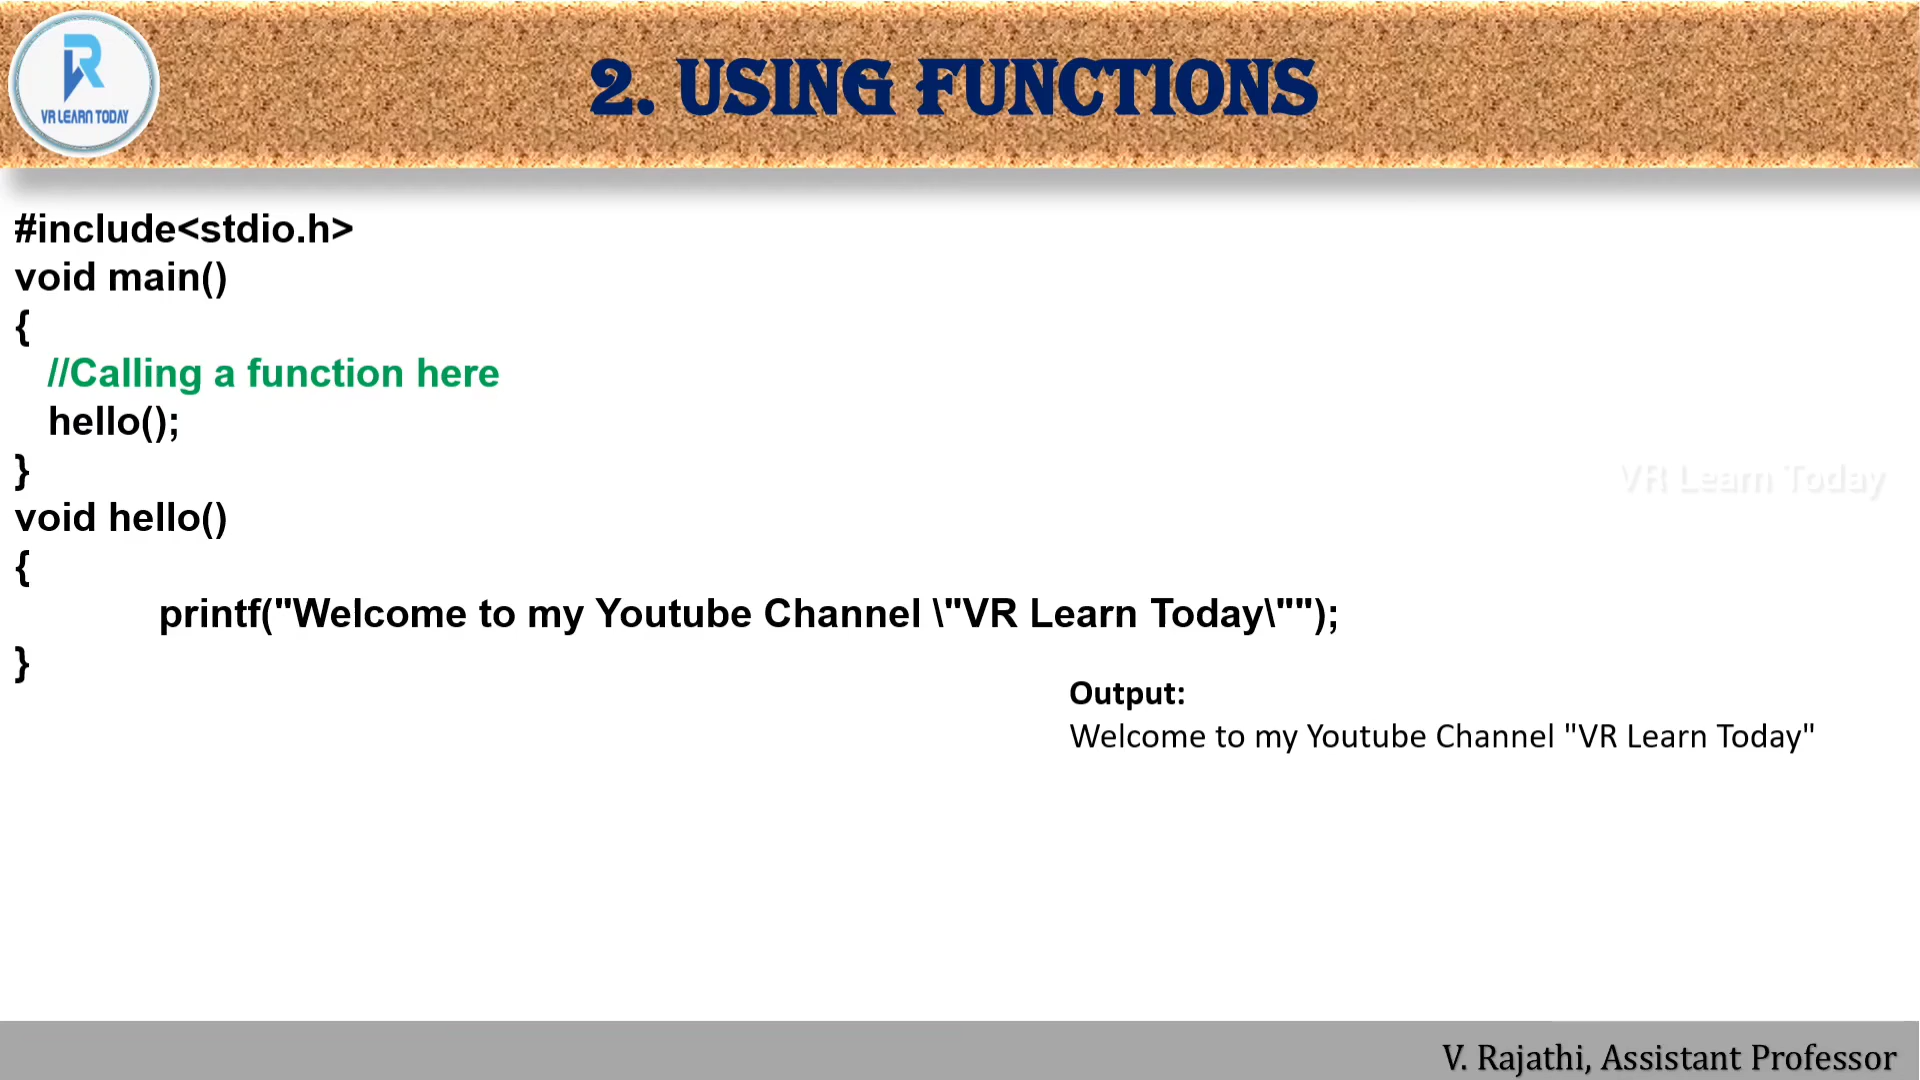 VR LEARN TODAY
2. USING FUNCTIONS
#include<stdio.h>
void main()
{
//Calling a function here
hello();
}
VR Learn Today
void hello()
{
printf("Welcome to my Youtube Channel \"VR Learn Today\"");
}
Output:
Welcome to my Youtube Channel "VR Learn Today"
V. Rajathi, Assistant Professor